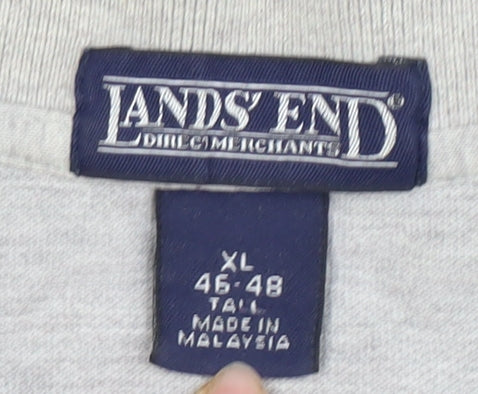 LANDS' END®
DIRECT MERCHANTS
XL
46-48
TALL
MADE IN
MALAYSIA